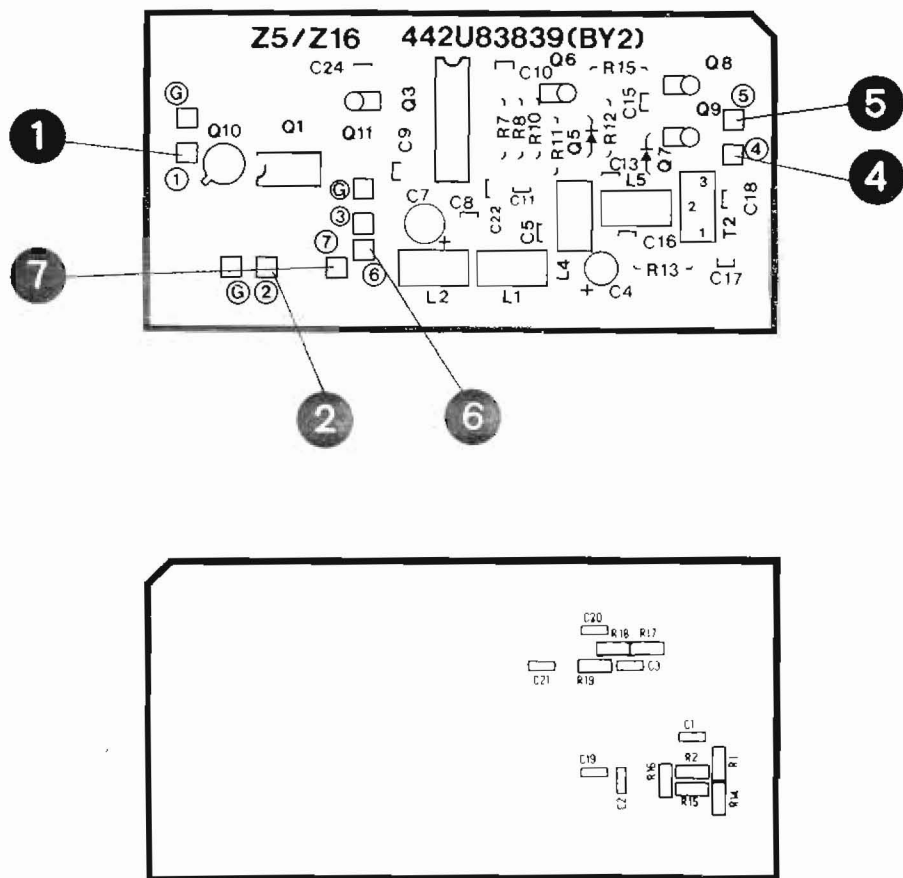 Z5/Z16 442U83839(BY2)
C24
C10
Q6
R15
Q8
G
Q3
C15
5
5
Q10
Q1
Q11
C9
R7
R8
R10
R11
Q5
R12
Q9
1
1
C13
Q7
4
4
G
C7
C8
C22
C11
L5
3
2
1
T2
C18
3
C5
C16
7
7
6
L4
R13
C17
G
2
L2
L1
C4
2
6
C20
R18
R17
C21
R19
C3
C1
C19
C2
R16
R2
R1
R15
R14